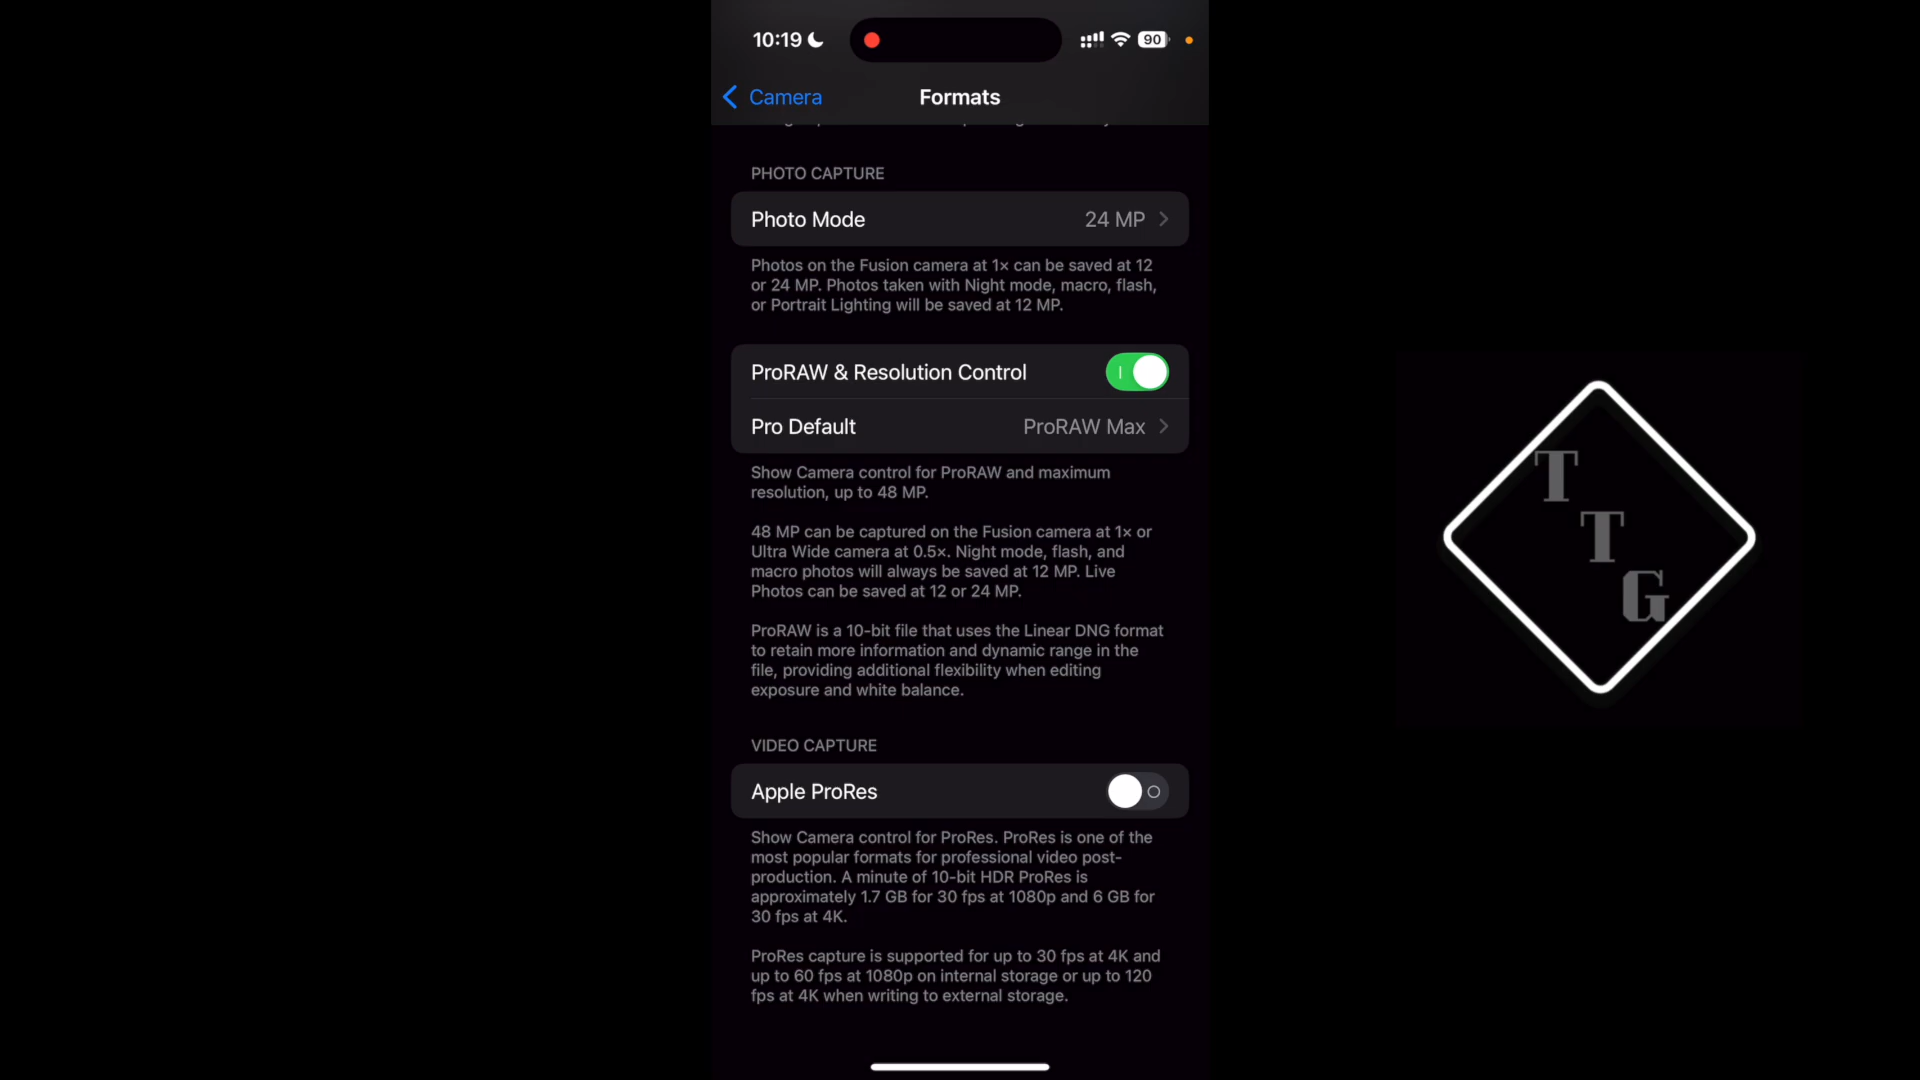 10:19
90
Camera
Formats
PHOTO CAPTURE
Photo Mode
24 MP
Photos on the Fusion camera at 1× can be saved at 12
or 24 MP. Photos taken with Night mode, macro, flash,
or Portrait Lighting will be saved at 12 MP.
ProRAW & Resolution Control
Pro Default
ProRAW Max
Show Camera control for ProRAW and maximum
resolution, up to 48 MP.
48 MP can be captured on the Fusion camera at 1× or
Ultra Wide camera at 0.5×. Night mode, flash, and
macro photos will always be saved at 12 MP. Live
Photos can be saved at 12 or 24 MP.
ProRAW is a 10-bit file that uses the Linear DNG format
to retain more information and dynamic range in the
file, providing additional flexibility when editing
exposure and white balance.
VIDEO CAPTURE
Apple ProRes
Show Camera control for ProRes. ProRes is one of the
most popular formats for professional video post-
production. A minute of 10-bit HDR ProRes is
approximately 1.7 GB for 30 fps at 1080p and 6 GB for
30 fps at 4K.
ProRes capture is supported for up to 30 fps at 4K and
up to 60 fps at 1080p on internal storage or up to 120
fps at 4K when writing to external storage.
T
T
G